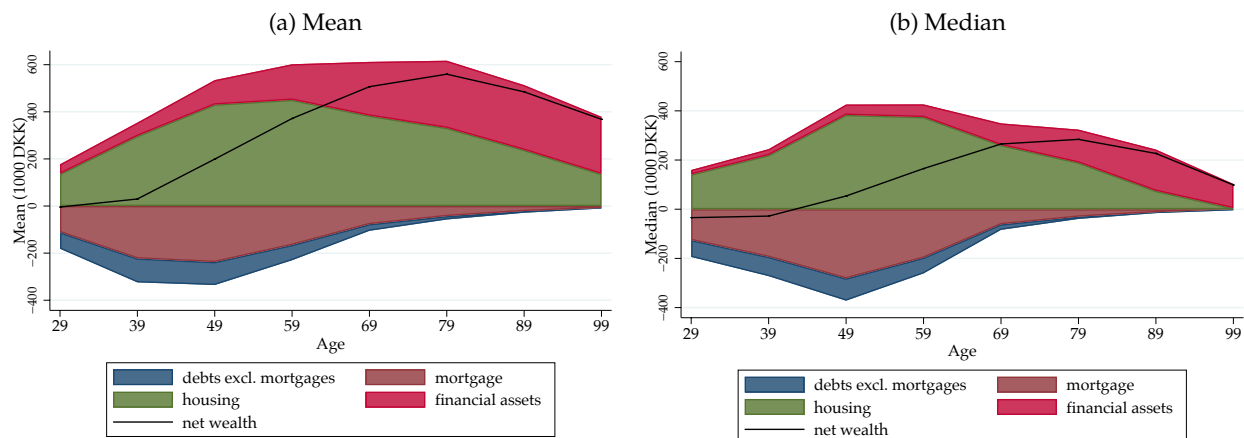 (a) Mean
Mean (1000 DKK)
600
400
200
0
−200
−400
29 39 49 59 69 79 89 99
Age
debts excl. mortgages mortgage
housing financial assets
net wealth
(b) Median
Median (1000 DKK)
600
400
200
0
−200
−400
29 39 49 59 69 79 89 99
Age
debts excl. mortgages mortgage
housing financial assets
net wealth